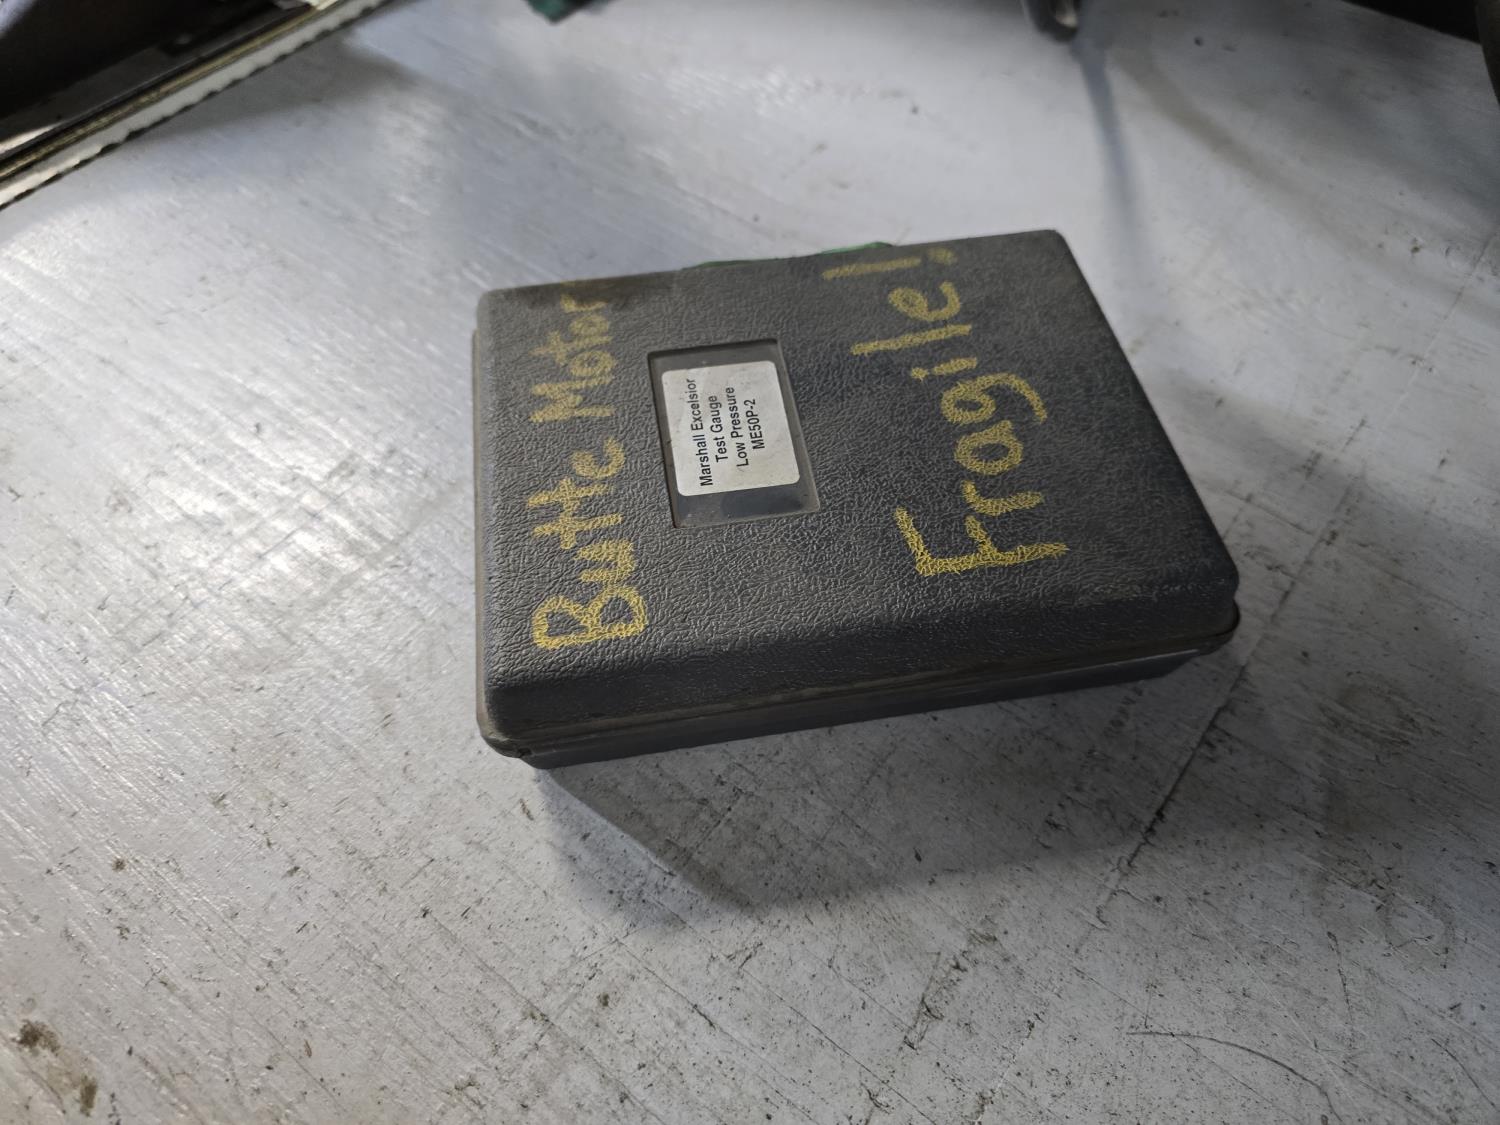 Butte Motor
Marshall Excelsior
Test Gauge
Low Pressure
ME50P-2
Fragile!